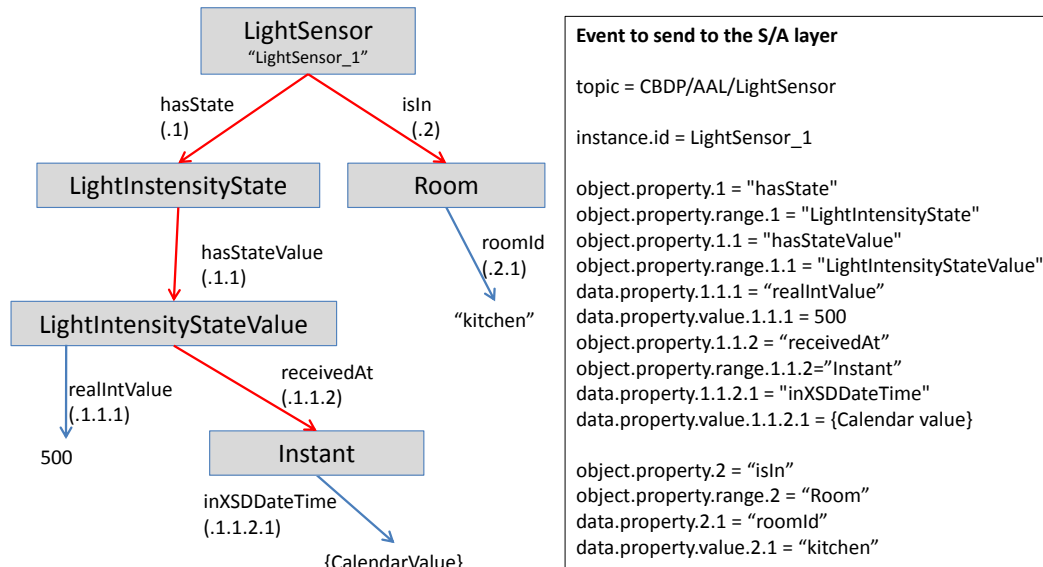 LightSensor
“LightSensor_1”
hasState
(.1)
isIn
(.2)
LightInstensityState
Room
hasStateValue
(.1.1)
roomId
(.2.1)
LightIntensityStateValue
“kitchen”
realIntValue
(.1.1.1)
receivedAt
(.1.1.2)
500
Instant
inXSDDateTime
(.1.1.2.1)
{CalendarValue}
Event to send to the S/A layer
topic = CBDP/AAL/LightSensor
instance.id = LightSensor_1
object.property.1 = "hasState"
object.property.range.1 = "LightIntensityState"
object.property.1.1 = "hasStateValue"
object.property.range.1.1 = "LightIntensityStateValue"
data.property.1.1.1 = “realIntValue”
data.property.value.1.1.1 = 500
object.property.1.1.2 = “receivedAt”
object.property.range.1.1.2=”Instant”
data.property.1.1.2.1 = "inXSDDateTime"
data.property.value.1.1.2.1 = {Calendar value}
object.property.2 = “isIn”
object.property.range.2 = “Room”
data.property.2.1 = “roomId”
data.property.value.2.1 = “kitchen”